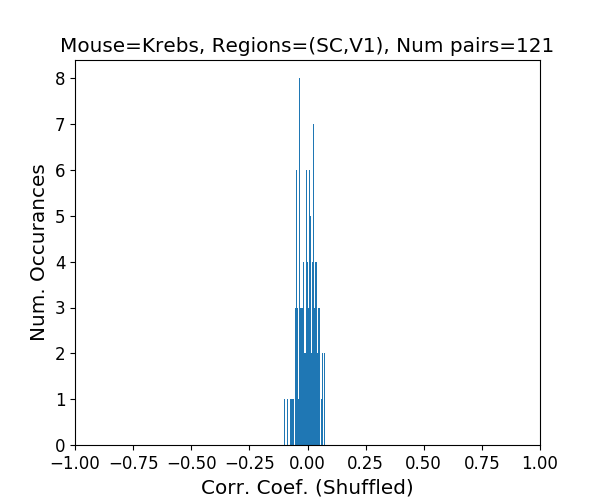 Mouse=Krebs, Regions=(SC,V1), Num pairs=121
8
7
6
5
4
3
2
1
0
Num. Occurances
−1.00 −0.75 −0.50 −0.25 0.00 0.25 0.50 0.75 1.00
Corr. Coef. (Shuffled)